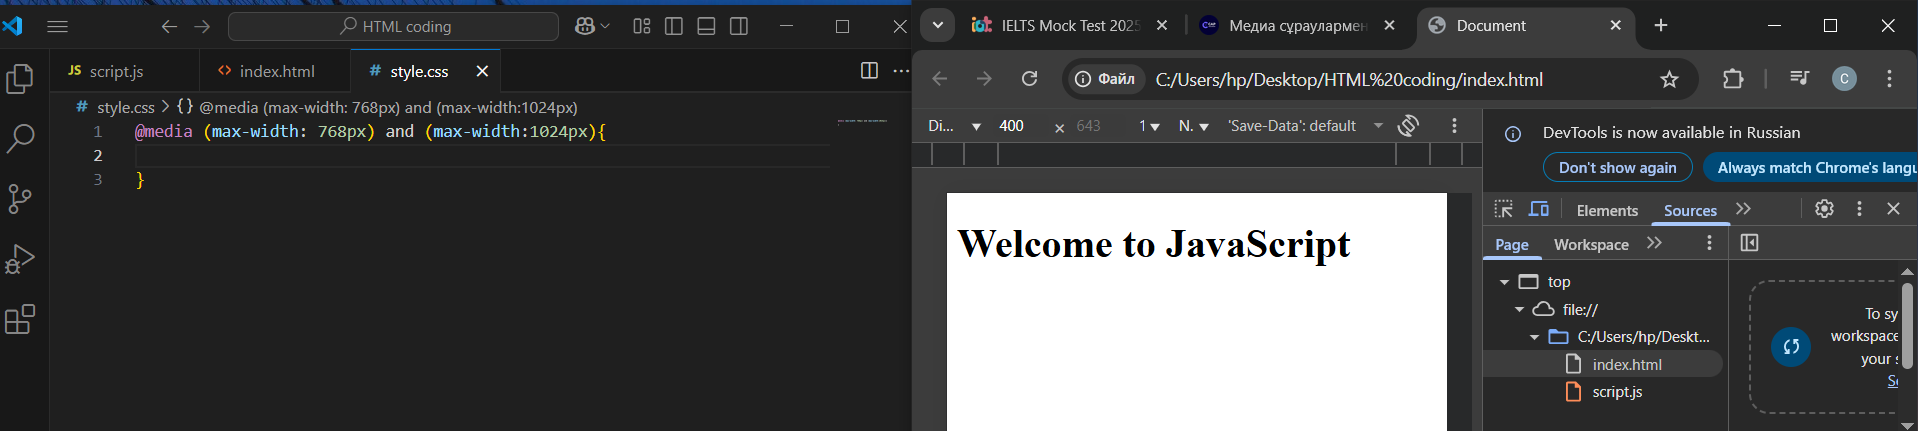 HTML coding
JS script.js
<> index.html
# style.css
# style.css > {} @media (max-width: 768px) and (max-width:1024px)
1 @media (max-width: 768px) and (max-width:1024px){
2
3 }
IELTS Mock Test 2025
Медиа сұраулармен
Document
Файл
C:/Users/hp/Desktop/HTML%20coding/index.html
C
Di... 400 × 643 1 N. 'Save-Data': default
Welcome to JavaScript
DevTools is now available in Russian
Don't show again
Always match Chrome's langu
Elements Sources
Page Workspace
top
file://
C:/Users/hp/Deskt...
index.html
script.js
To sy
workspace
your s